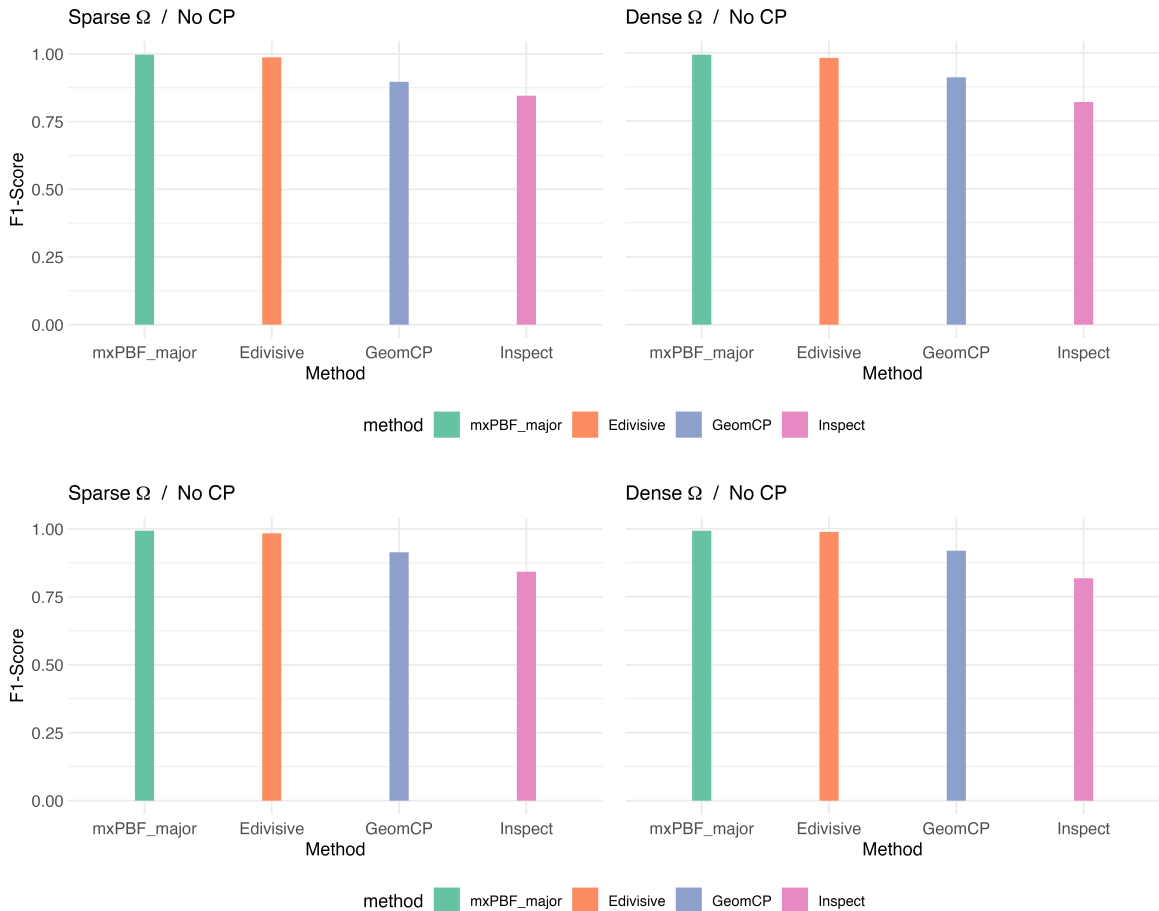 Sparse Ω / No CP
Dense Ω / No CP
F1-Score
1.00
0.75
0.50
0.25
0.00
mxPBF_major Edivisive GeomCP Inspect
mxPBF_major Edivisive GeomCP Inspect
Method
Method
method mxPBF_major Edivisive GeomCP Inspect
Sparse Ω / No CP
Dense Ω / No CP
F1-Score
1.00
0.75
0.50
0.25
0.00
mxPBF_major Edivisive GeomCP Inspect
mxPBF_major Edivisive GeomCP Inspect
Method
Method
method mxPBF_major Edivisive GeomCP Inspect